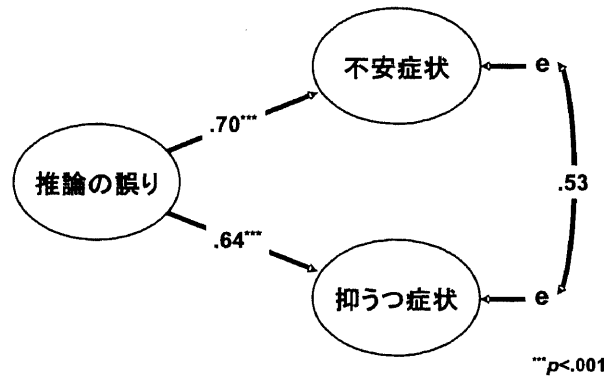 不安症状
e
.70***
推論の誤り
.53
.64***
抑うつ症状
e
***p<.001